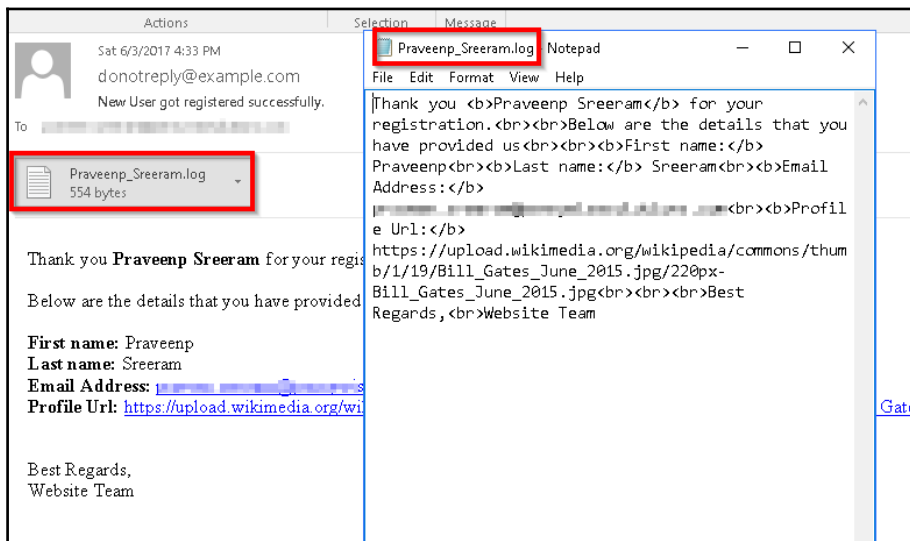 Actions
Selection
Message
Sat 6/3/2017 4:33 PM
donotreply@example.com
New User got registered successfully.
To
Praveenp_Sreeram.log
554 bytes
Thank you Praveenp Sreeram for your regis
Below are the details that you have provided
First name: Praveenp
Last name: Sreeram
Email Address:
Profile Url: https://upload.wikimedia.org/wi
Gate
Best Regards,
Website Team
Praveenp_Sreeram.log - Notepad
File Edit Format View Help
Thank you <b>Praveenp Sreeram</b> for your
registration.<br><br>Below are the details that you
have provided us<br><br><b>First name:</b>
Praveenp<br><b>Last name:</b> Sreeram<br><b>Email
Address:</b>
<br><b>Profil
e Url:</b>
https://upload.wikimedia.org/wikipedia/commons/thum
b/1/19/Bill_Gates_June_2015.jpg/220px-
Bill_Gates_June_2015.jpg<br><br><br>Best
Regards,<br>Website Team